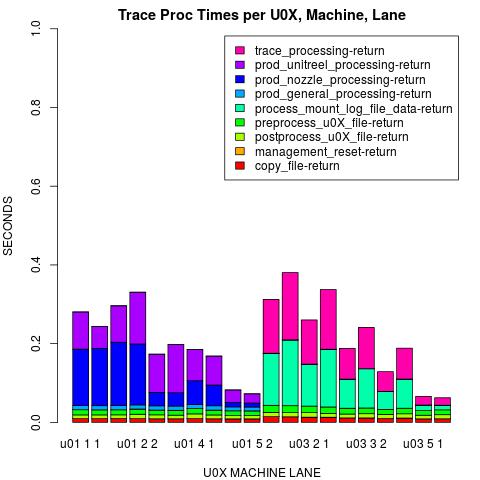 Trace Proc Times per U0X, Machine, Lane
1.0
trace_processing-return
prod_unitreel_processing-return
prod_nozzle_processing-return
prod_general_processing-return
process_mount_log_file_data-return
preprocess_u0X_file-return
postprocess_u0X_file-return
management_reset-return
copy_file-return
0.8
0.6
SECONDS
0.4
0.2
0.0
u01 1 1 u01 2 2 u01 4 1 u01 5 2 u03 2 1 u03 3 2 u03 5 1
U0X MACHINE LANE